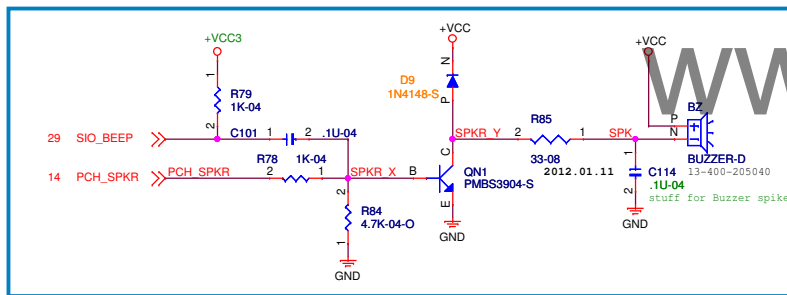 +VCC3
+VCC
+VCC
WW
1
R79
1K-04
2
N
D9
1N4148-S
P
R85
BZ
P
29 SIO_BEEP
C101 1 2 .1U-04
SPKR_Y 2 1 SPK
N
R78 1K-04
C
33-08
2012.01.11
1
BUZZER-D
13-400-205040
14 PCH_SPKR PCH_SPKR 2 1 SPKR_X B
QN1
PMBS3904-S
C114
.1U-04
2
stuff for Buzzer spike
2
R84
4.7K-04-O
1
E
GND
GND
GND